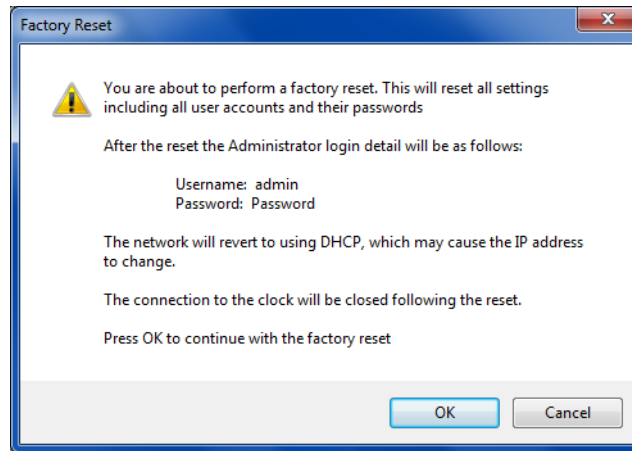 Factory Reset
You are about to perform a factory reset. This will reset all settings
including all user accounts and their passwords
After the reset the Administrator login detail will be as follows:
Username: admin
Password: Password
The network will revert to using DHCP, which may cause the IP address
to change.
The connection to the clock will be closed following the reset.
Press OK to continue with the factory reset
OK
Cancel